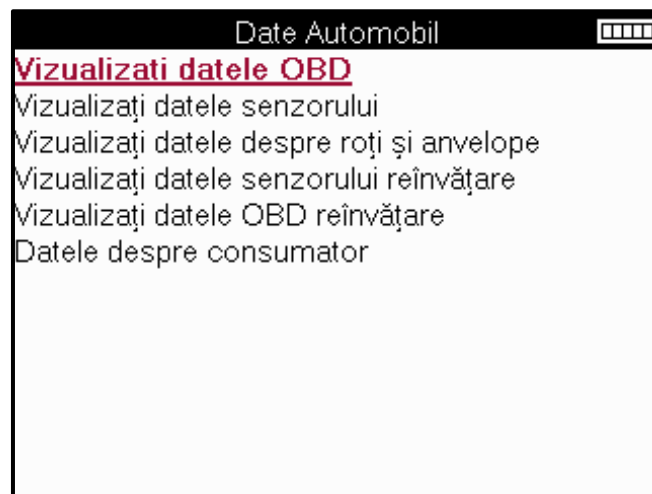 Date Automobil
Vizualizati datele OBD
Vizualizați datele senzorului
Vizualizați datele despre roți și anvelope
Vizualizați datele senzorului reînvățare
Vizualizați datele OBD reînvățare
Datele despre consumator